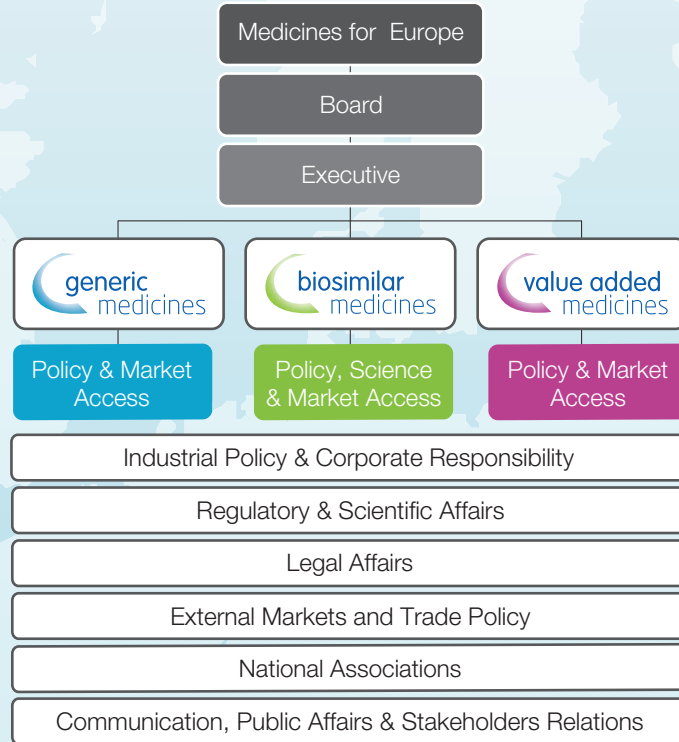 Medicines for Europe
Board
Executive
generic
medicines
biosimilar
medicines
value added
medicines
Policy & Market
Access
Policy, Science
& Market Access
Policy & Market
Access
Industrial Policy & Corporate Responsibility
Regulatory & Scientific Affairs
Legal Affairs
External Markets and Trade Policy
National Associations
Communication, Public Affairs & Stakeholders Relations